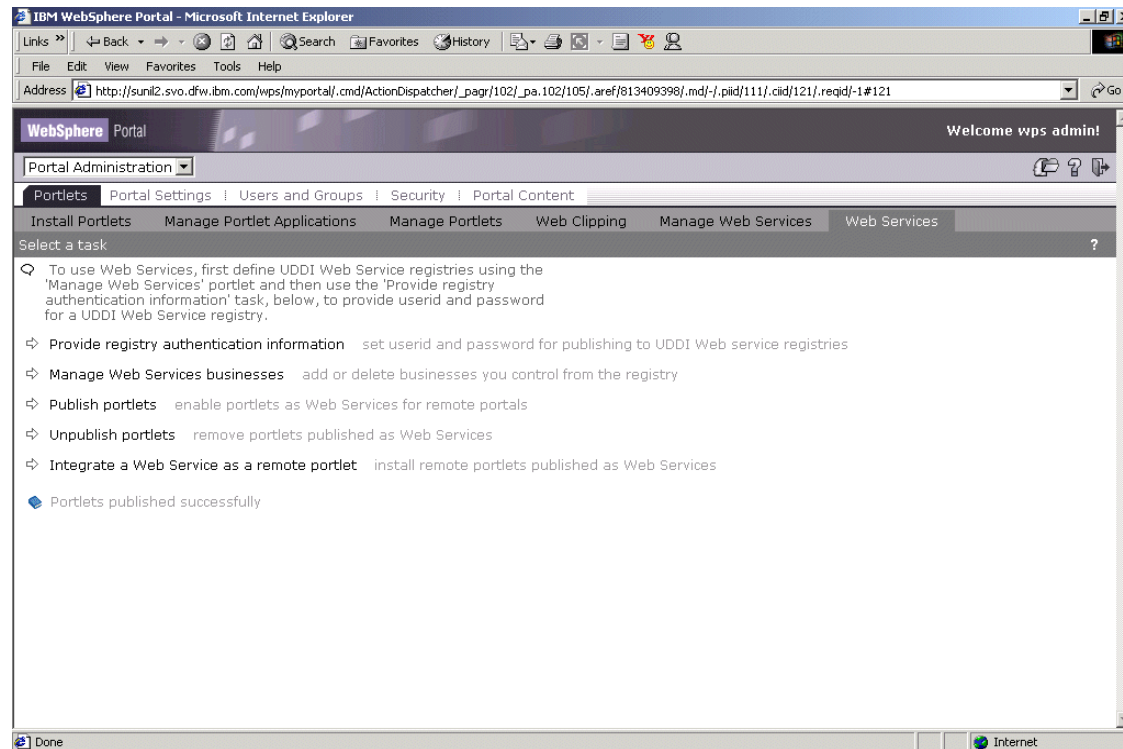 IBM WebSphere Portal - Microsoft Internet Explorer
Links » Back Search Favorites History
File Edit View Favorites Tools Help
Address http://sunil2.svo.dfw.ibm.com/wps/myportal/.cmd/ActionDispatcher/_pagr/102/_pa.102/105/.aref/813409398/.md/-/.piid/111/.ciid/121/.reqid/-1#121 Go
WebSphere Portal Welcome wps admin!
Portal Administration
Portlets Portal Settings Users and Groups Security Portal Content
Install Portlets Manage Portlet Applications Manage Portlets Web Clipping Manage Web Services Web Services
Select a task ?
To use Web Services, first define UDDI Web Service registries using the
'Manage Web Services' portlet and then use the 'Provide registry
authentication information' task, below, to provide userid and password
for a UDDI Web Service registry.
Provide registry authentication information set userid and password for publishing to UDDI Web service registries
Manage Web Services businesses add or delete businesses you control from the registry
Publish portlets enable portlets as Web Services for remote portals
Unpublish portlets remove portlets published as Web Services
Integrate a Web Service as a remote portlet install remote portlets published as Web Services
Portlets published successfully
Done Internet